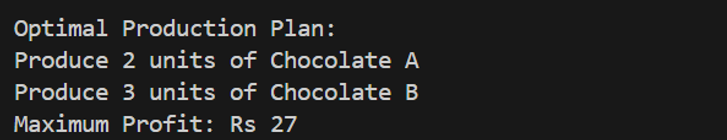 Optimal Production Plan:
Produce 2 units of Chocolate A
Produce 3 units of Chocolate B
Maximum Profit: Rs 27